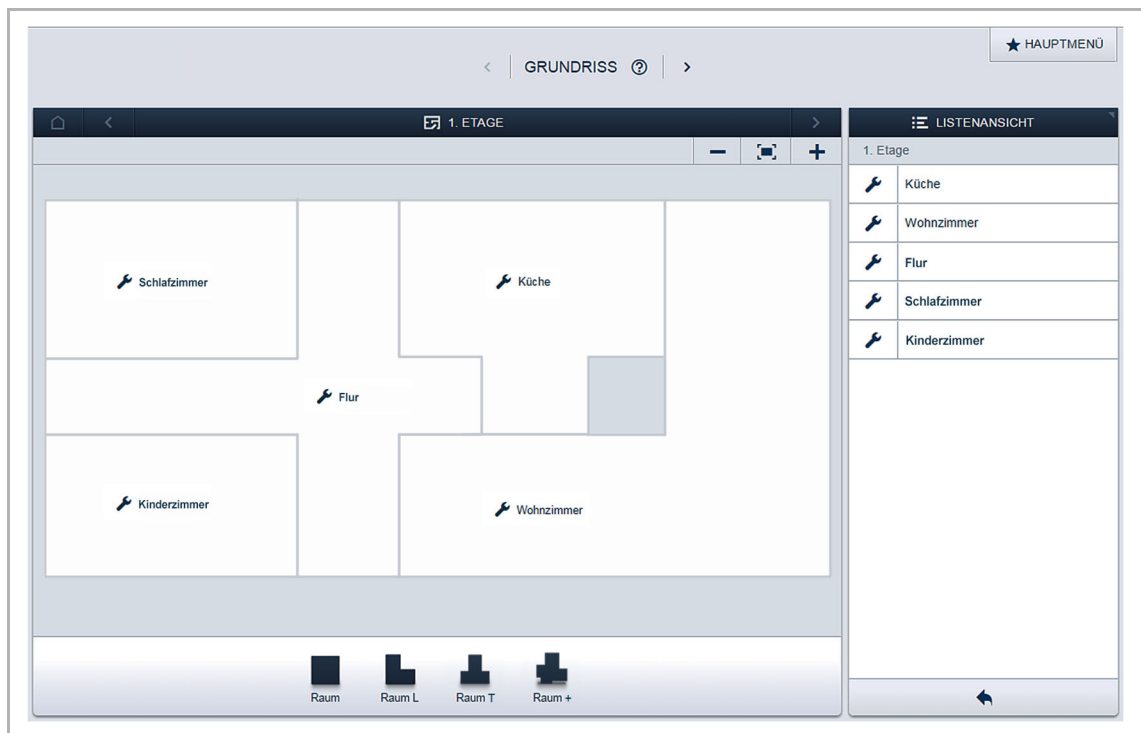 HAUPTMENÜ
GRUNDRISS
1. ETAGE
LISTENANSICHT
1. Etage
Küche
Wohnzimmer
Flur
Schlafzimmer
Kinderzimmer
Schlafzimmer
Küche
Flur
Kinderzimmer
Wohnzimmer
Raum
Raum L
Raum T
Raum +